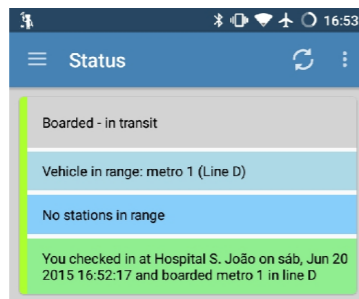 16:53
Status
Boarded - in transit
Vehicle in range: metro 1 (Line D)
No stations in range
You checked in at Hospital S. João on sáb, Jun 20
2015 16:52:17 and boarded metro 1 in line D